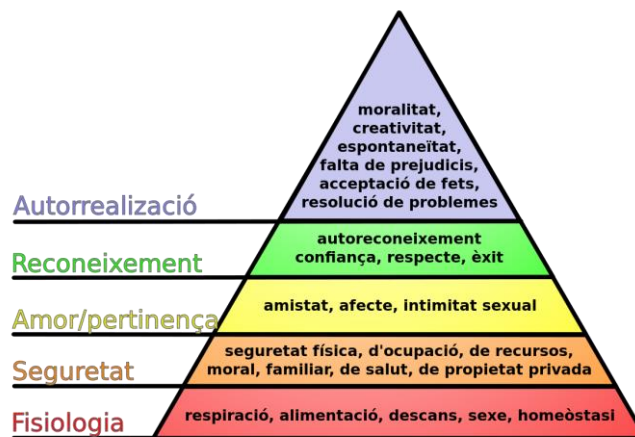 moralitat,
creativitat,
espontaneïtat,
falta de prejudicis,
acceptació de fets,
resolució de problemes
Autorrealizació
autoreconeixement
confiança, respecte, èxit
Reconeixement
amistat, afecte, intimitat sexual
Amor/pertinença
seguretat física, d'ocupació, de recursos,
moral, familiar, de salut, de propietat privada
Seguretat
respiració, alimentació, descans, sexe, homeòstasi
Fisiologia